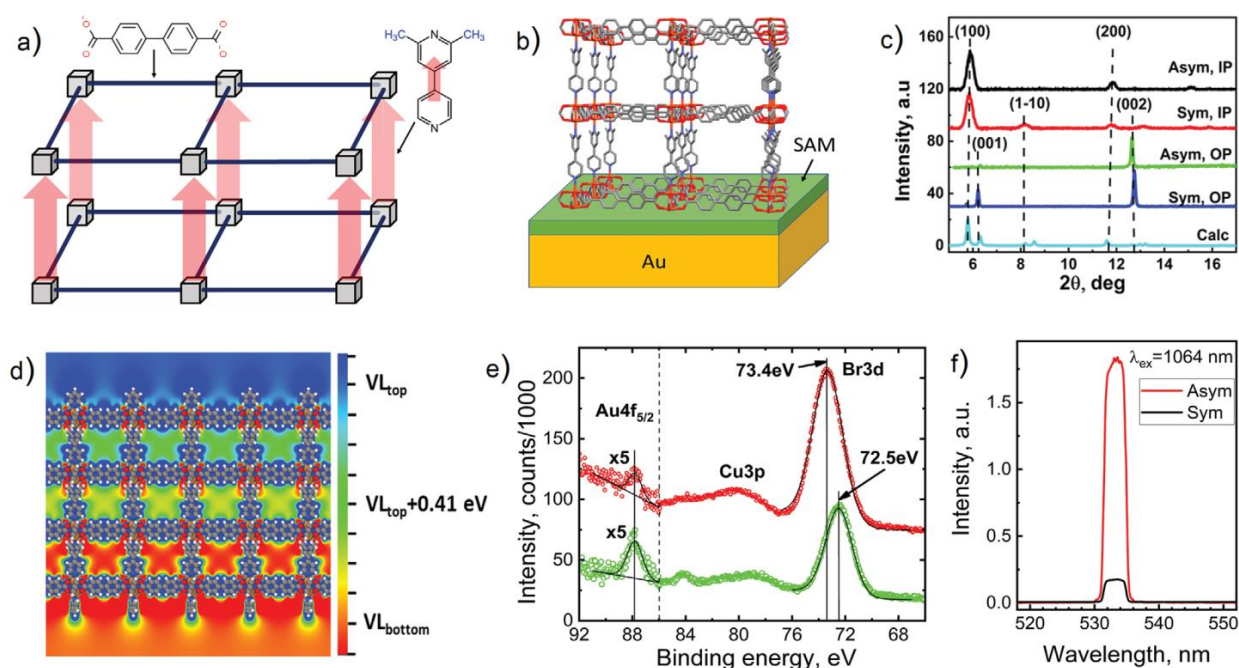 a)
O
-
O
O
O
-
H₃C
CH₃
N
N
b)
SAM
Au
c)
Intensity, a.u
160
120
80
40
0
(100)
(200)
Asym, IP
(1-10)
Sym, IP
(002)
(001)
Asym, OP
Sym, OP
Calc
6 8 10 12 14 16
2θ, deg
d)
VLtop
VLtop+0.41 eV
VLbottom
e)
Intensity, counts/1000
200
150
100
50
0
73.4eV
Br3d
Au4f5/2
x5
Cu3p
72.5eV
x5
92 88 84 80 76 72 68
Binding energy, eV
f)
Intensity, a.u.
1.5
1.0
0.5
0.0
λex=1064 nm
Asym
Sym
520 530 540 550
Wavelength, nm